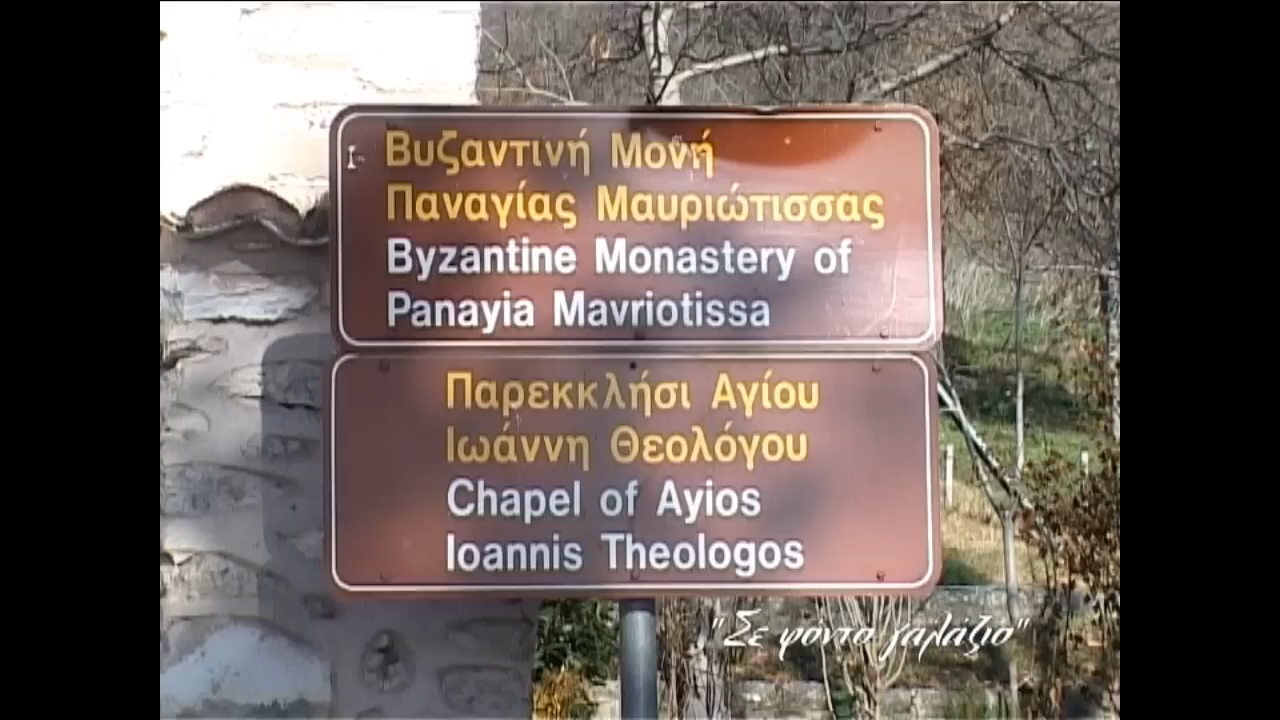 Βυζαντινή Μονή
Παναγίας Μαυριώτισσας
Byzantine Monastery of
Panayia Mavriotissa
Παρεκκλήσι Αγίου
Ιωάννη Θεολόγου
Chapel of Ayios
Ioannis Theologos
"Σε φόντο γαλάζιο"